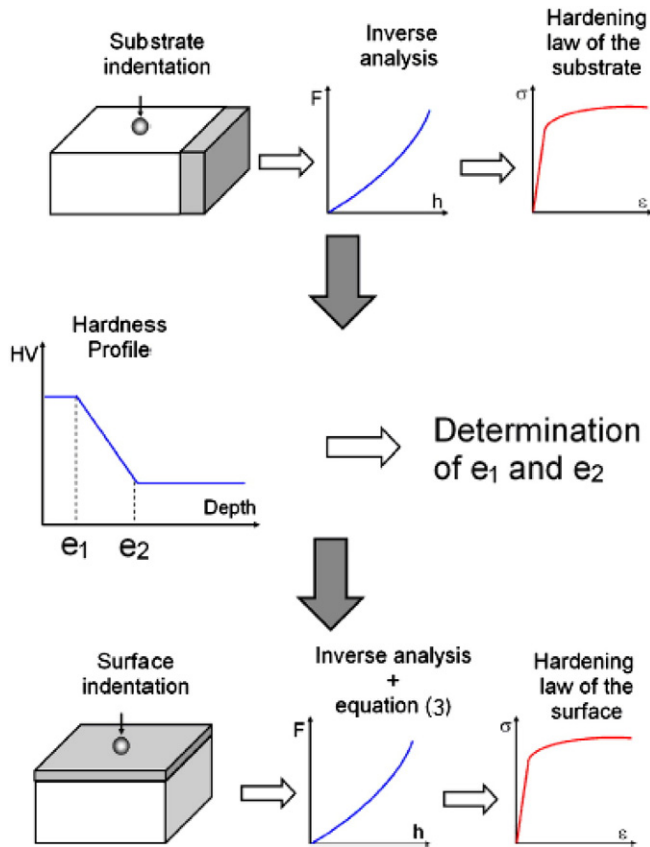 Substrate
indentation
Inverse
analysis
Hardening
law of the
substrate
F
h
σ
ε
Hardness
Profile
HV
Depth
e1
e2
Determination
of e1 and e2
Surface
indentation
Inverse analysis
+
equation (3)
Hardening
law of the
surface
F
h
σ
ε